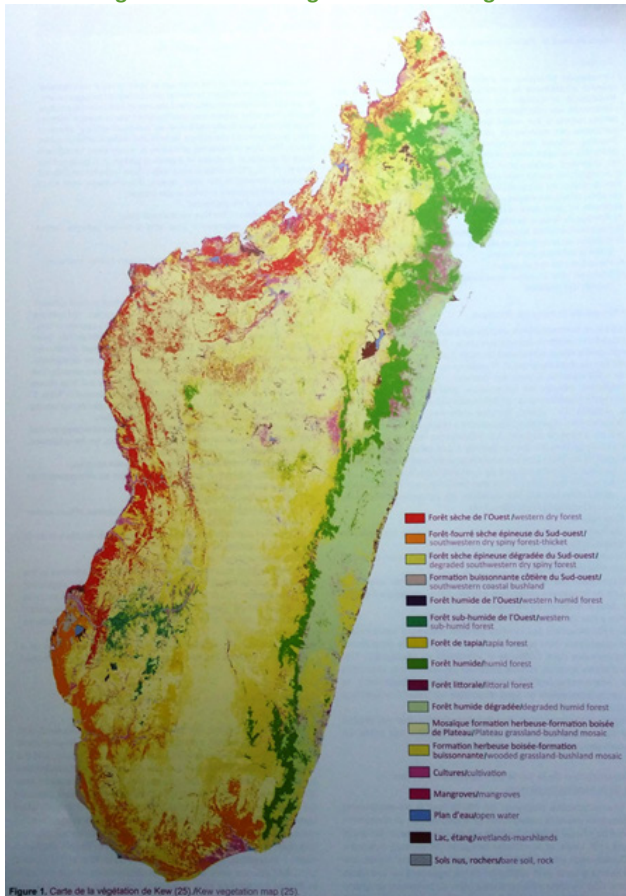 Forêt sèche de l'Ouest/western dry forest
Forêt-fourré sèche épineuse du Sud-ouest/
southwestern dry spiny forest-thicket
Forêt sèche épineuse dégradée du Sud-ouest/
degraded southwestern dry spiny forest
Formation buissonnante côtière du Sud-ouest/
southwestern coastal bushland
Forêt humide de l'Ouest/western humid forest
Forêt sub-humide de l'Ouest/western
sub-humid forest
Forêt de tapia/tapia forest
Forêt humide/humid forest
Forêt littorale/littoral forest
Forêt humide dégradée/degraded humid forest
Mosaïque formation herbeuse-formation boisée
de Plateau/Plateau grassland-bushland mosaic
Formation herbeuse boisée-formation
buissonnante/wooded grassland-bushland mosaic
Cultures/cultivation
Mangroves/mangroves
Plan d'eau/open water
Lac, étang/wetlands-marshlands
Sols nus, rochers/bare soil, rock
Figure 1. Carte de la végétation de Kew (25)./Kew vegetation map (25).